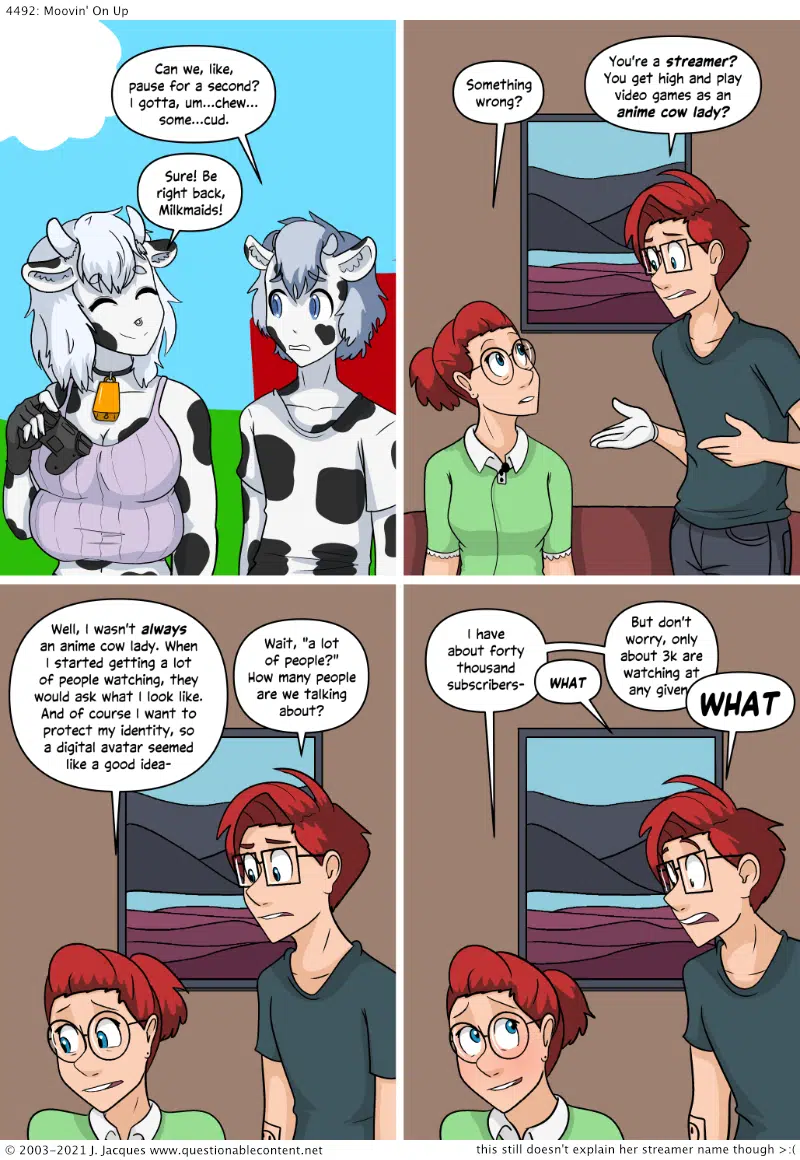 4492: Moovin' On Up
Can we, like,
pause for a second?
I gotta, um...chew...
some...cud.
Sure! Be
right back,
Milkmaids!
Something
wrong?
You're a streamer?
You get high and play
video games as an
anime cow lady?
Well, I wasn't always
an anime cow lady. When
I started getting a lot
of people watching, they
would ask what I look like.
And of course I want to
protect my identity, so
a digital avatar seemed
like a good idea-
Wait, "a lot
of people?"
How many people
are we talking
about?
I have
about forty
thousand
subscribers-
WHAT
But don't
worry, only
about 3k are
watching at
any given
WHAT
© 2003-2021 J. Jacques www.questionablecontent.net
this still doesn't explain her streamer name though >:(